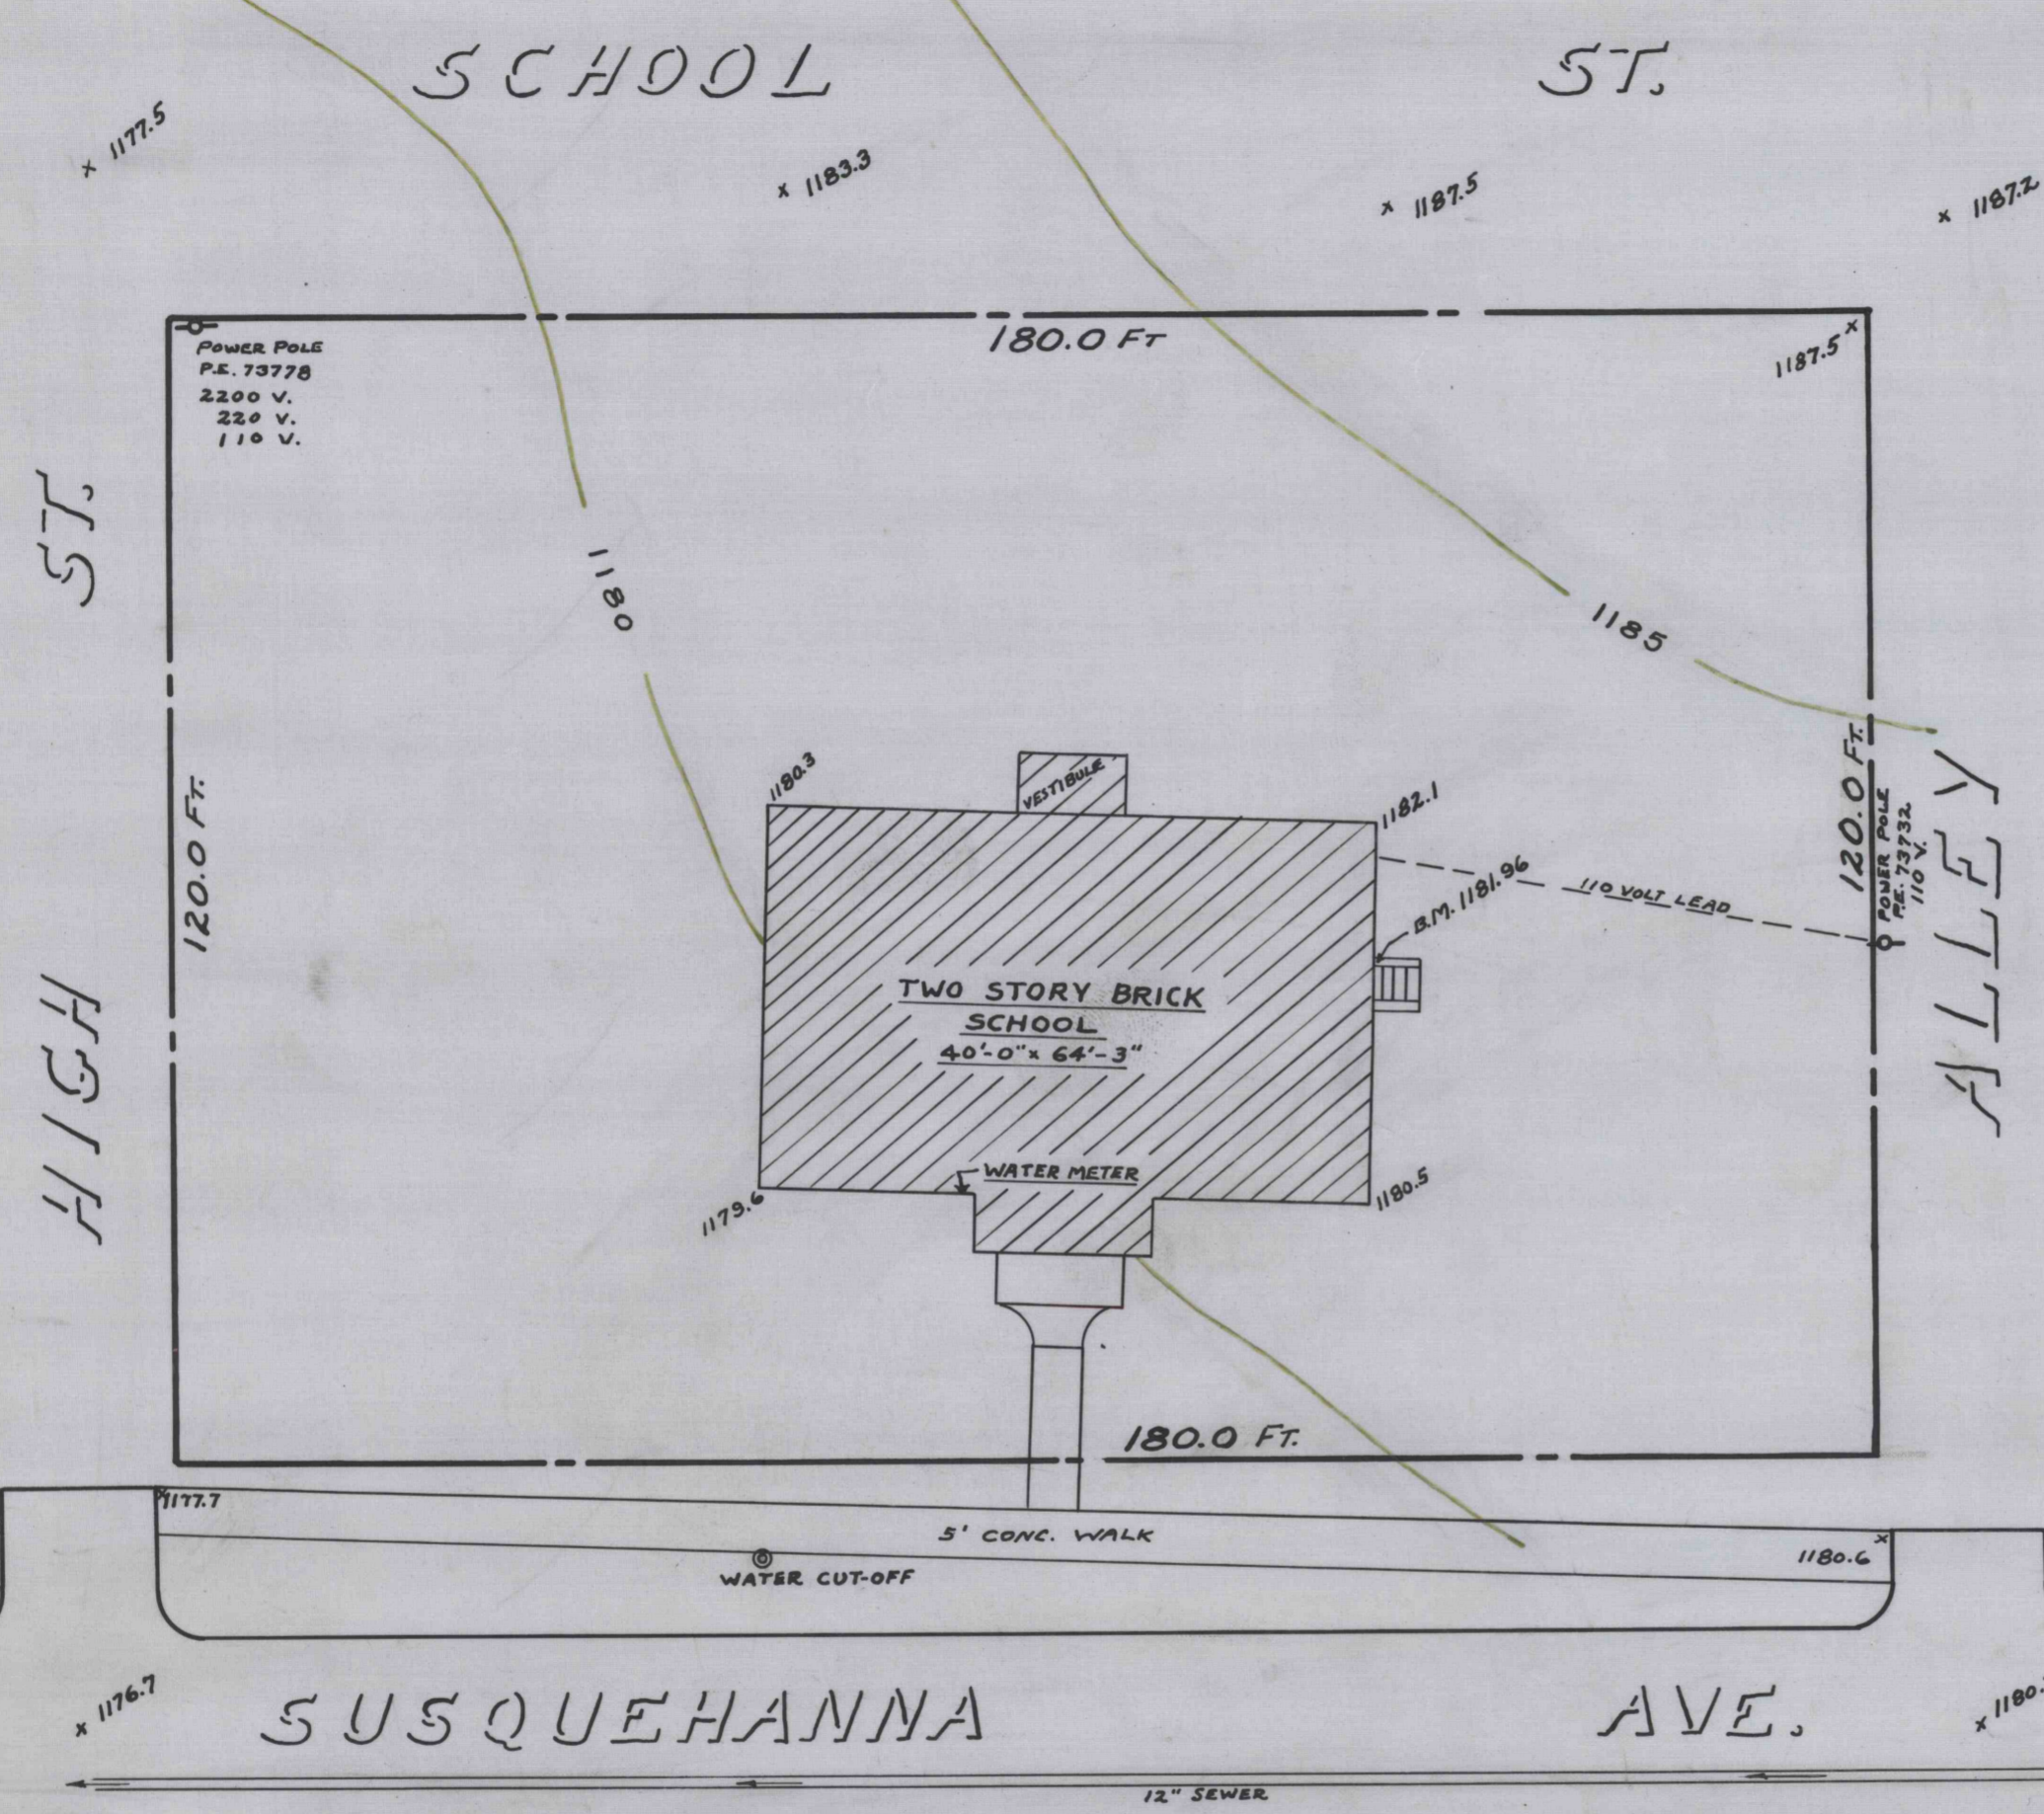 SCHOOL ST.
x 1177.5
x 1183.3
x 1187.5
x 1187.2
180.0 FT
1187.5 x
POWER POLE
P.E. 73778
2200 V.
220 V.
110 V.
HIGH ST.
120.0 FT.
1180
1185
120.0 FT.
POWER POLE
P.E. 73732
110 V.
ALLEY
1180.3
VESTIBULE
1182.1
B.M. 1181.96
110 VOLT LEAD
TWO STORY BRICK
SCHOOL
40'-0" x 64'-3"
WATER METER
1179.6
1180.5
180.0 FT.
x 1177.7
5' CONC. WALK
x
1180.6
WATER CUT-OFF
x 1176.7
SUSQUEHANNA AVE.
x 1180.
12" SEWER